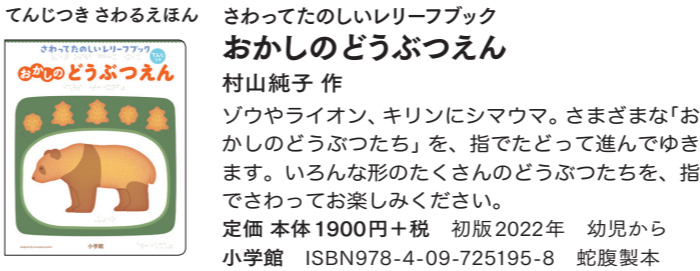 てんじつき さわるえほん
さわってたのしいレリーフブック
おかしのどうぶつえん
てんじつき
小学館
さわってたのしいレリーフブック
おかしのどうぶつえん
村山純子 作
ゾウやライオン、キリンにシマウマ。さまざまな「お
かしのどうぶつたち」を、指でたどって進んでゆき
ます。いろんな形のたくさんのどうぶつたちを、指
でさわってお楽しみください。
定価 本体1900円＋税　初版2022年　幼児から
小学館　ISBN978-4-09-725195-8　蛇腹製本